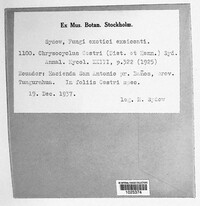 Ex Mus. Botan. Stockholm.
Sydow, Fungi exotici exsiccati.
1100. Chrysocyclus Cestri (Diet. et Henn.) Syd.
Annal. Mycol. XXIII, p.322 (1925)
Ecuador: Hacienda San Antonio pr. Baños, prov.
Tungurahua. In foliis Cestri spec.
19. Dec. 1937.
leg. H. Sydow